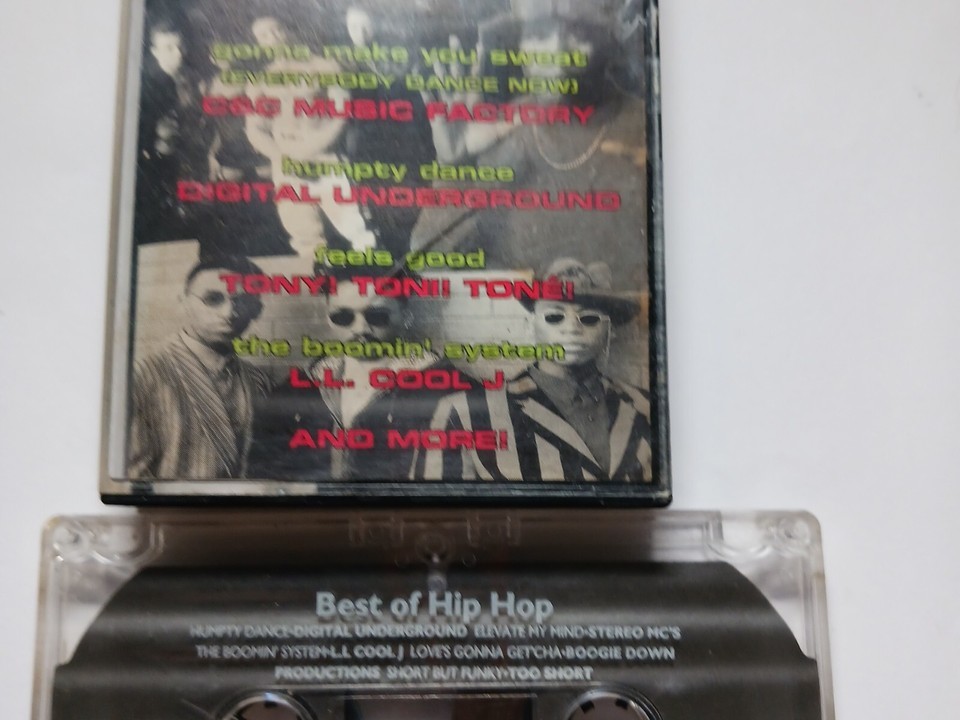 gonna make you sweat
(EVERYBODY DANCE NOW)
C&C MUSIC FACTORY
humpty dance
DIGITAL UNDERGROUND
feels good
TONY! TONI! TONÉ!
the boomin' system
L.L. COOL J
AND MORE!
Best of Hip Hop
HUMPTY DANCE•DIGITAL UNDERGROUND ELEVATE MY MIND•STEREO MC'S
THE BOOMIN' SYSTEM•L.L COOL J LOVE'S GONNA GET'CHA•BOOGIE DOWN
PRODUCTIONS SHORT BUT FUNKY•TOO SHORT